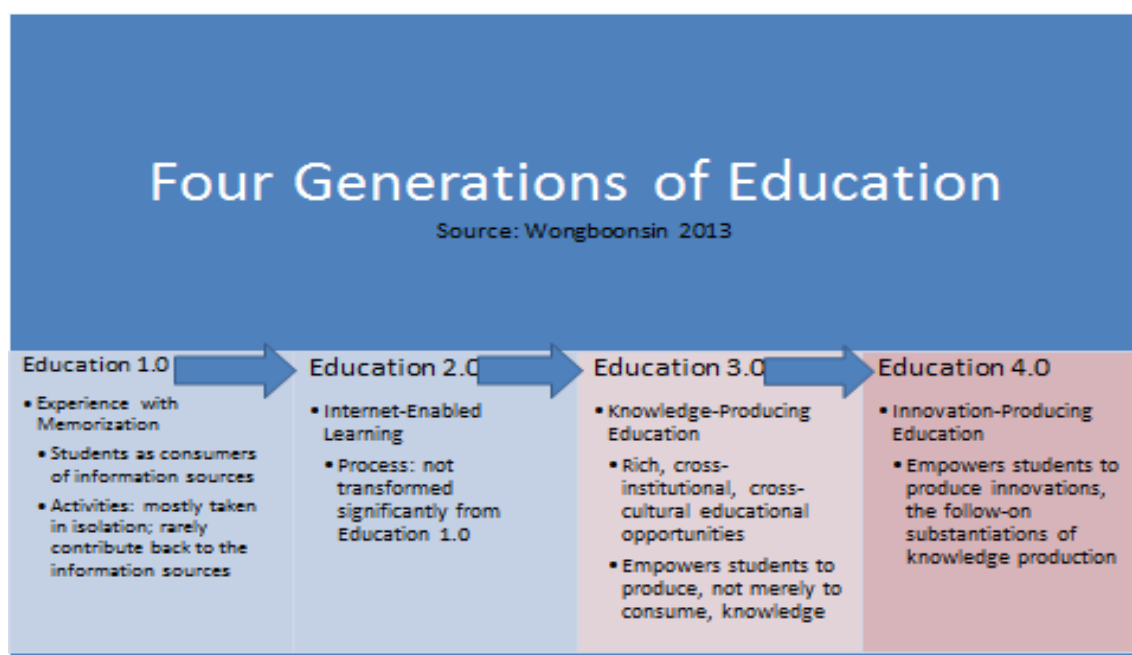 Four Generations of Education
Source: Wongboonsin 2013
Education 1.0
• Experience with
Memorization
• Students as consumers
of information sources
• Activities: mostly taken
in isolation; rarely
contribute back to the
information sources
Education 2.0
• Internet-Enabled
Learning
• Process: not
transformed
significantly from
Education 1.0
Education 3.0
• Knowledge-Producing
Education
• Rich, cross-
institutional, cross-
cultural educational
opportunities
• Empowers students to
produce, not merely to
consume, knowledge
Education 4.0
• Innovation-Producing
Education
• Empowers students to
produce innovations,
the follow-on
substantiations of
knowledge production